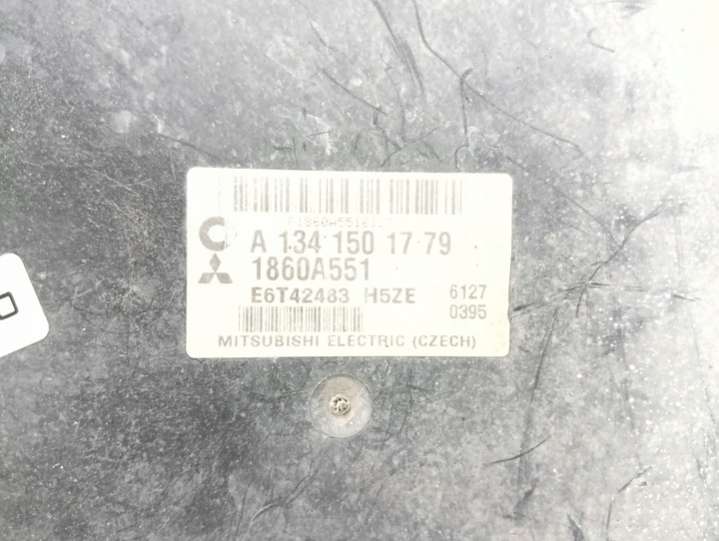 A 134 150 17 79
1860A551
E6T42483 H5ZE 6127
0395
MITSUBISHI ELECTRIC (CZECH)